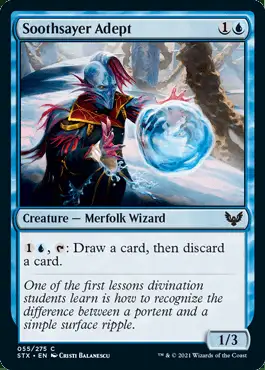 Soothsayer Adept 1
Creature — Merfolk Wizard
1, : Draw a card, then discard
a card.
One of the first lessons divination
students learn is how to recognize the
difference between a portent and a
simple surface ripple.
1/3
055/275 C
STX • EN CRISTI BALANESCU
™ & © 2021 Wizards of the Coast